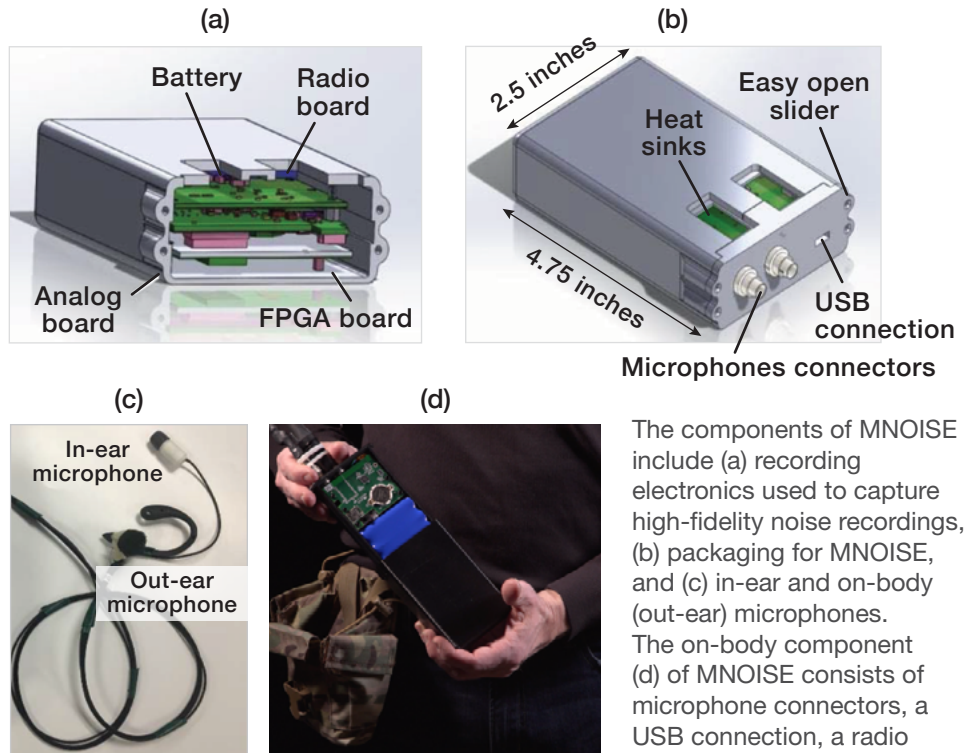 (a)
Battery
Radio
board
Analog
board
FPGA board
(b)
2.5 inches
Easy open
slider
Heat
sinks
4.75 inches
USB
connection
Microphones connectors
(c)
In-ear
microphone
Out-ear
microphone
(d)
The components of MNOISE
include (a) recording
electronics used to capture
high-fidelity noise recordings,
(b) packaging for MNOISE,
and (c) in-ear and on-body
(out-ear) microphones.
The on-body component
(d) of MNOISE consists of
microphone connectors, a
USB connection, a radio